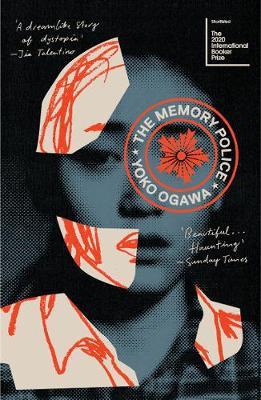 'A dreamlike story
of dystopia'
—Jia Tolentino
Shortlisted
The
2020
International
Booker
Prize
THE MEMORY POLICE
YOKO OGAWA
'Beautiful...
Haunting'
—Sunday Times